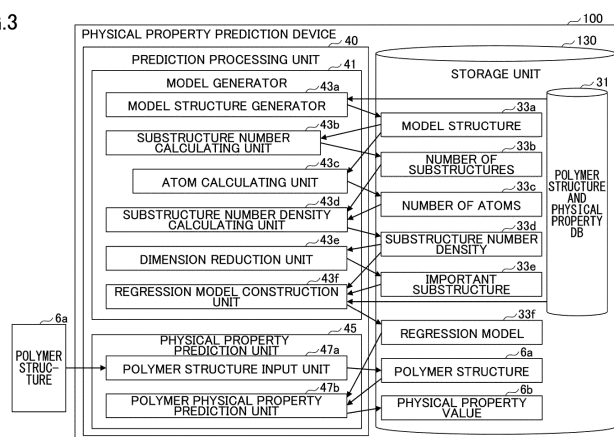 .3
100
PHYSICAL PROPERTY PREDICTION DEVICE
40
130
PREDICTION PROCESSING UNIT
41
STORAGE UNIT
31
MODEL GENERATOR
43a
MODEL STRUCTURE GENERATOR
33a
MODEL STRUCTURE
43b
SUBSTRUCTURE NUMBER
CALCULATING UNIT
33b
NUMBER OF
SUBSTRUCTURES
43c
ATOM CALCULATING UNIT
33c
NUMBER OF ATOMS
POLYMER
STRUCTURE
AND
PHYSICAL
PROPERTY
DB
43d
SUBSTRUCTURE NUMBER DENSITY
CALCULATING UNIT
33d
SUBSTRUCTURE NUMBER
DENSITY
43e
DIMENSION REDUCTION UNIT
33e
IMPORTANT
SUBSTRUCTURE
43f
REGRESSION MODEL CONSTRUCTION
UNIT
33f
REGRESSION MODEL
6a
POLYMER
STRUC-
TURE
45
PHYSICAL PROPERTY
PREDICTION UNIT
47a
POLYMER STRUCTURE INPUT UNIT
6a
POLYMER STRUCTURE
47b
POLYMER PHYSICAL PROPERTY
PREDICTION UNIT
6b
PHYSICAL PROPERTY
VALUE